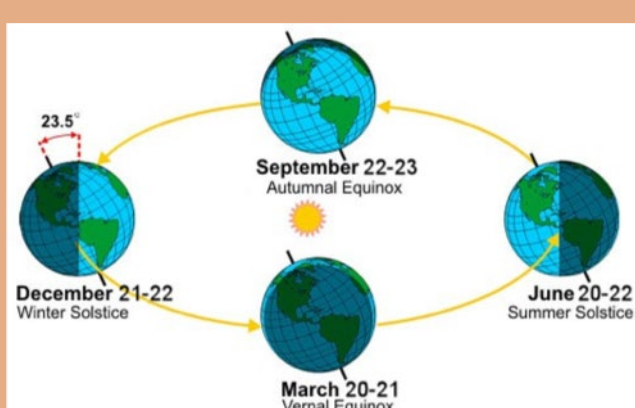 23.5°
September 22-23
Autumnal Equinox
December 21-22
Winter Solstice
June 20-22
Summer Solstice
March 20-21
Vernal Equinox